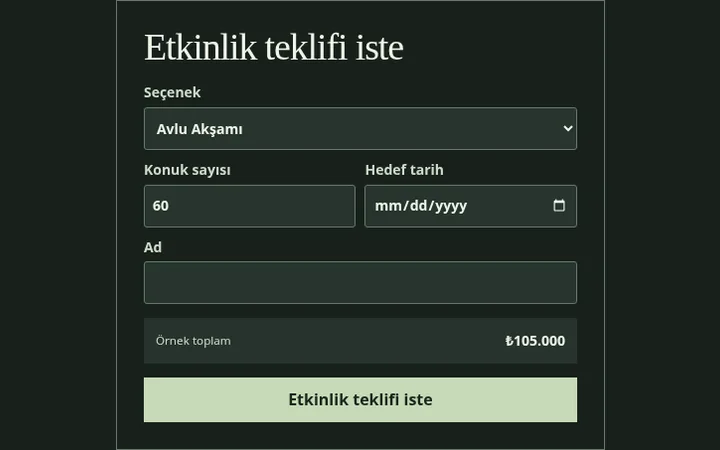 Etkinlik teklifi iste
Seçenek
Avlu Akşamı
Konuk sayısı
Hedef tarih
60
mm/dd/yyyy
Ad
Örnek toplam
₺105.000
Etkinlik teklifi iste